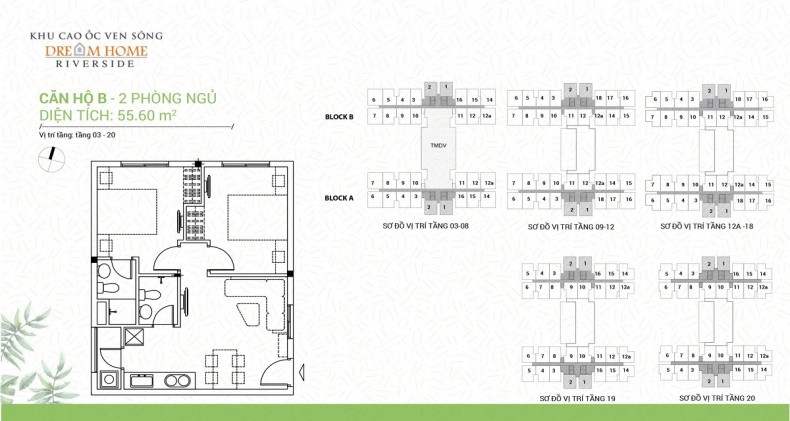 KHU CAO ỐC VEN SÔNG
DREAM HOME
RIVERSIDE
CĂN HỘ B - 2 PHÒNG NGỦ
DIỆN TÍCH: 55.60 m²
Vị trí tầng: tầng 03 - 20
BLOCK B
BLOCK A
2 1
6 5 4 3 16 15 14
7 8 9 10 11 12 12a
TMDV
7 8 9 10 11 12 12a
6 5 4 3 16 15 14
2 1
SƠ ĐỒ VỊ TRÍ TẦNG 03-08
2 1
6 5 4 3 18 17 16
7 8 9 10 11 12 12a
7 8 9 10 11 12 12a 14 15
6 5 4 3 18 17 16
2 1
SƠ ĐỒ VỊ TRÍ TẦNG 09-12
2 1
6 5 4 3 18 17 16
7 8 9 10 11 12 12a 14 15
7 8 9 10 11 12 12a 14 15
6 5 4 3 18 17 16
2 1
SƠ ĐỒ VỊ TRÍ TẦNG 12A -18
2 1
5 4 3 16 15 14
6 7 8 9 10 11 12 12a
6 7 8 9 10 11 12 12a
5 4 3 16 15 14
2 1
SƠ ĐỒ VỊ TRÍ TẦNG 19
2 1
5 4 3 16 15 14
6 7 8 9 10 11 12 12a
6 7 8 9 10 11 12 12a
5 4 3 16 15 14
2 1
SƠ ĐỒ VỊ TRÍ TẦNG 20